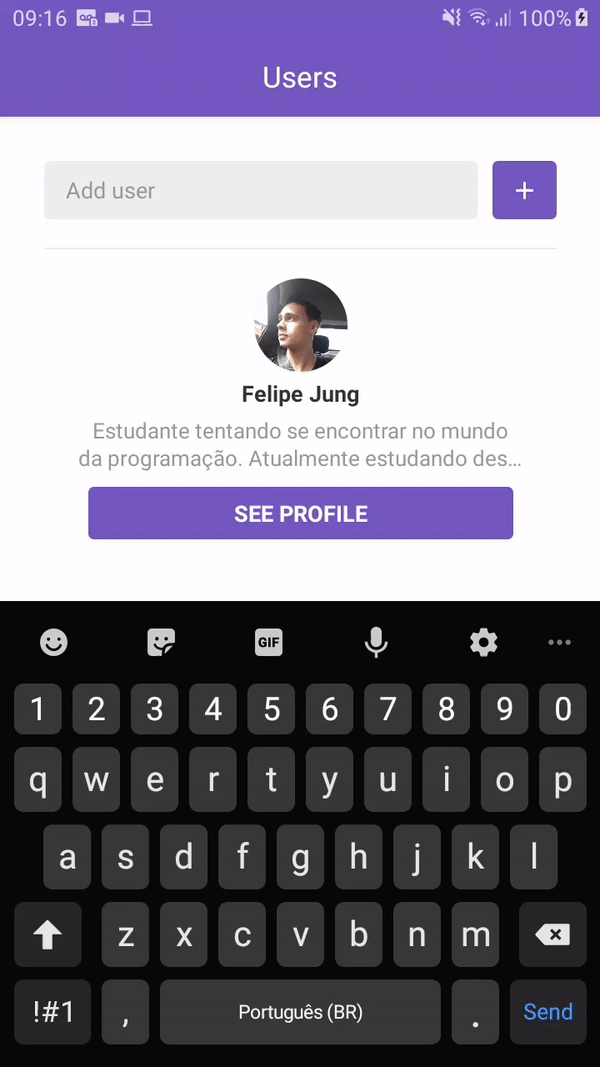 09:16 100%
Users
Add user
+
Felipe Jung
Estudante tentando se encontrar no mundo
da programação. Atualmente estudando des…
SEE PROFILE
GIF
1 2 3 4 5 6 7 8 9 0
q w e r t y u i o p
a s d f g h j k l
z x c v b n m
!#1 , Português (BR) . Send